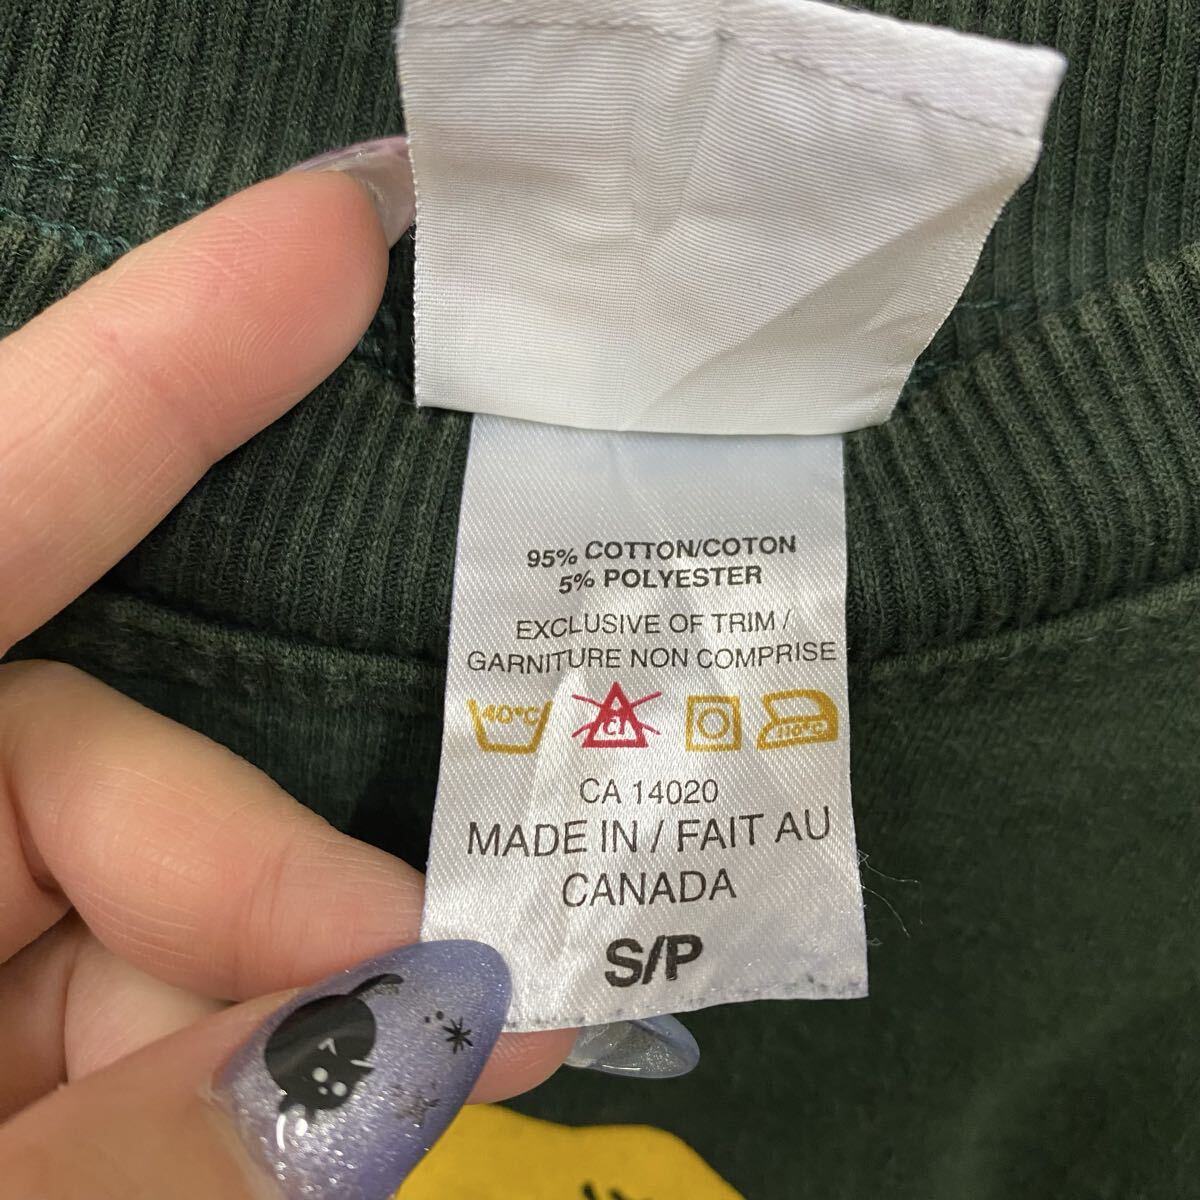 95% COTTON/COTON
5% POLYESTER
EXCLUSIVE OF TRIM /
GARNITURE NON COMPRISE
40°C Cl 110°C
CA 14020
MADE IN / FAIT AU
CANADA
S/P